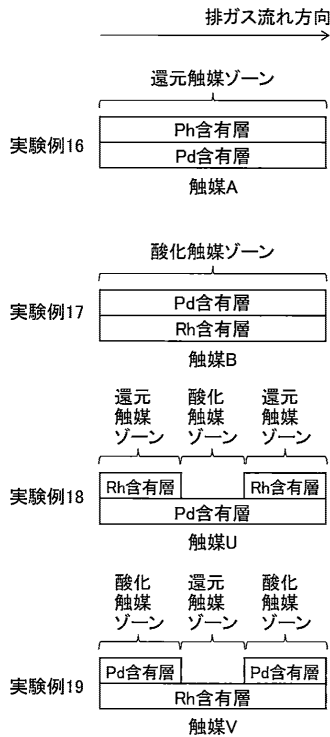 排ガス流れ方向
還元触媒ゾーン
実験例16
Ph含有層
Pd含有層
触媒A
酸化触媒ゾーン
実験例17
Pd含有層
Rh含有層
触媒B
還元 酸化 還元
触媒 触媒 触媒
ゾーン ゾーン ゾーン
実験例18
Rh含有層 Rh含有層
Pd含有層
触媒U
酸化 還元 酸化
触媒 触媒 触媒
ゾーン ゾーン ゾーン
実験例19
Pd含有層 Pd含有層
Rh含有層
触媒V